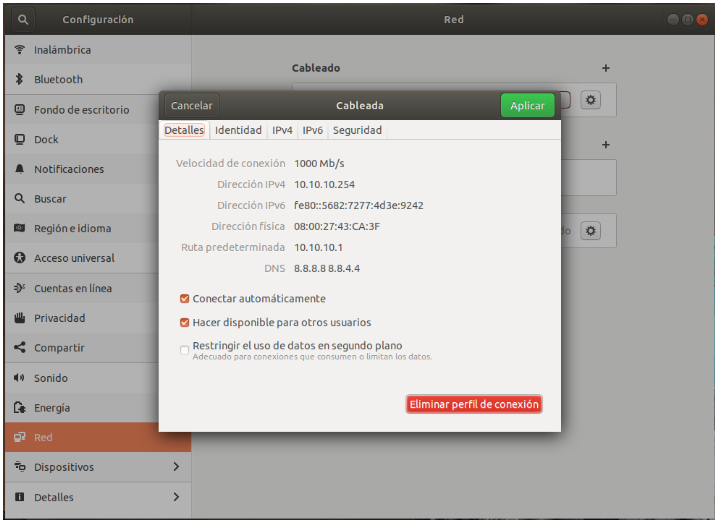 Configuración
Red
Inalámbrica
Bluetooth
Fondo de escritorio
Dock
Notificaciones
Buscar
Región e idioma
Acceso universal
Cuentas en línea
Privacidad
Compartir
Sonido
Energía
Red
Dispositivos
Detalles
Cableado +
+
Cancelar
Cableada
Aplicar
Detalles Identidad IPv4 IPv6 Seguridad
Velocidad de conexión 1000 Mb/s
Dirección IPv4 10.10.10.254
Dirección IPv6 fe80::5682:7277:4d3e:9242
Dirección física 08:00:27:43:CA:3F
Ruta predeterminada 10.10.10.1
DNS 8.8.8.8 8.8.4.4
Conectar automáticamente
Hacer disponible para otros usuarios
Restringir el uso de datos en segundo plano
Adecuado para conexiones que consumen o limitan los datos.
Eliminar perfil de conexión